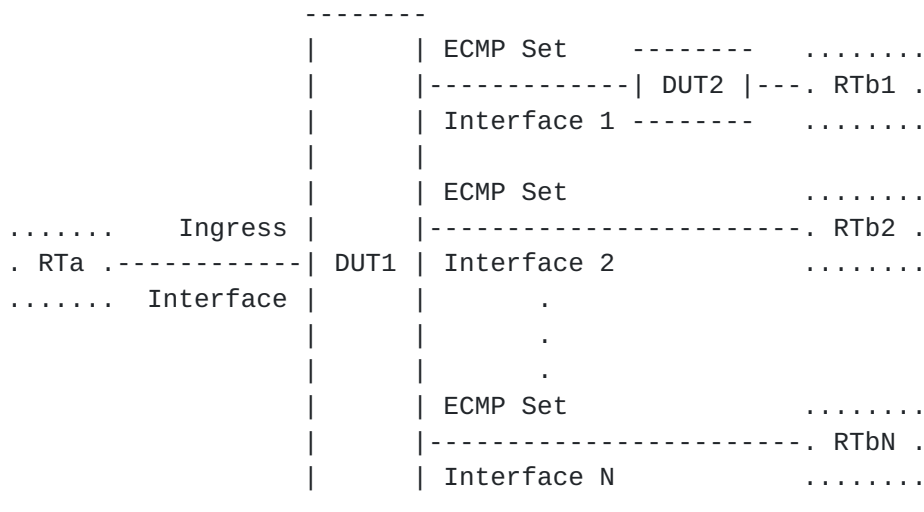 --------
|      | ECMP Set    --------   ........
|      |-------------| DUT2 |---. RTb1 .
|      | Interface 1 --------   ........
|      |
|      | ECMP Set               ........
.......    Ingress |      |------------------------. RTb2 .
. RTa .------------| DUT1 | Interface 2            ........
.......  Interface |      |       .
|      |       .
|      |       .
|      | ECMP Set               ........
|      |------------------------. RTbN .
|      | Interface N            ........